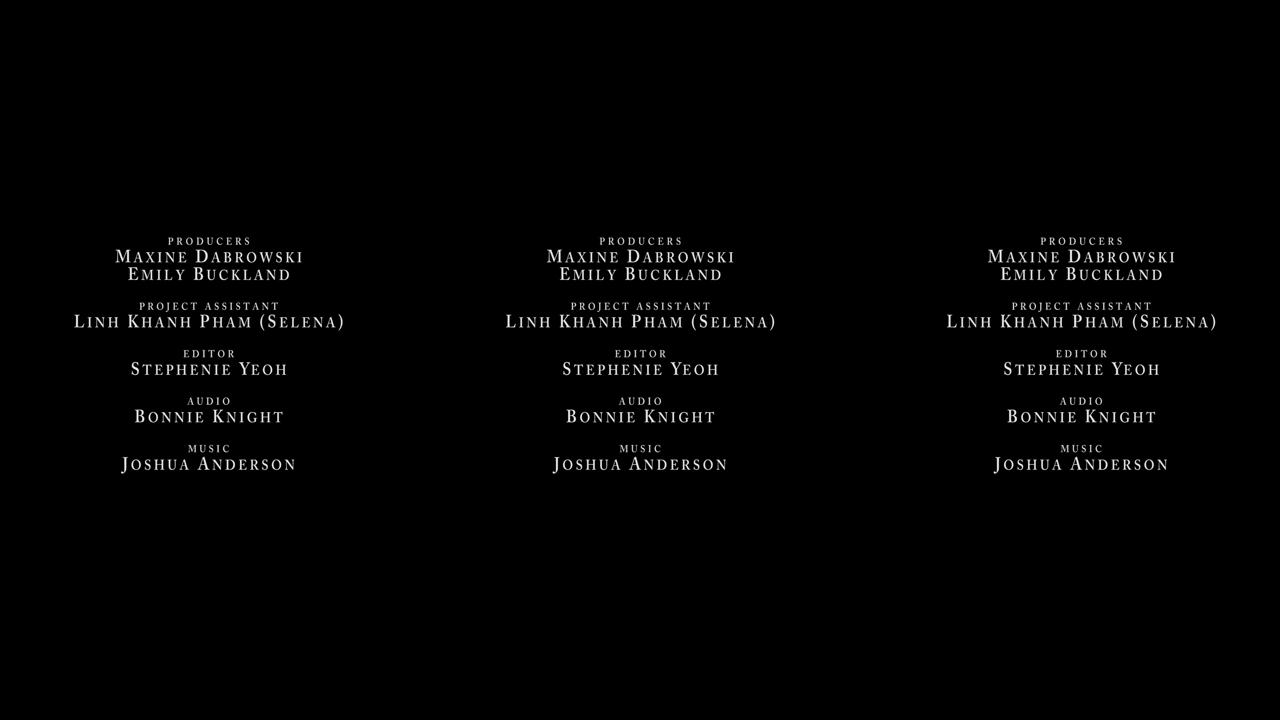 PRODUCERS
MAXINE DABROWSKI
EMILY BUCKLAND
PROJECT ASSISTANT
LINH KHANH PHAM (SELENA)
EDITOR
STEPHENIE YEOH
AUDIO
BONNIE KNIGHT
MUSIC
JOSHUA ANDERSON
PRODUCERS
MAXINE DABROWSKI
EMILY BUCKLAND
PROJECT ASSISTANT
LINH KHANH PHAM (SELENA)
EDITOR
STEPHENIE YEOH
AUDIO
BONNIE KNIGHT
MUSIC
JOSHUA ANDERSON
PRODUCERS
MAXINE DABROWSKI
EMILY BUCKLAND
PROJECT ASSISTANT
LINH KHANH PHAM (SELENA)
EDITOR
STEPHENIE YEOH
AUDIO
BONNIE KNIGHT
MUSIC
JOSHUA ANDERSON